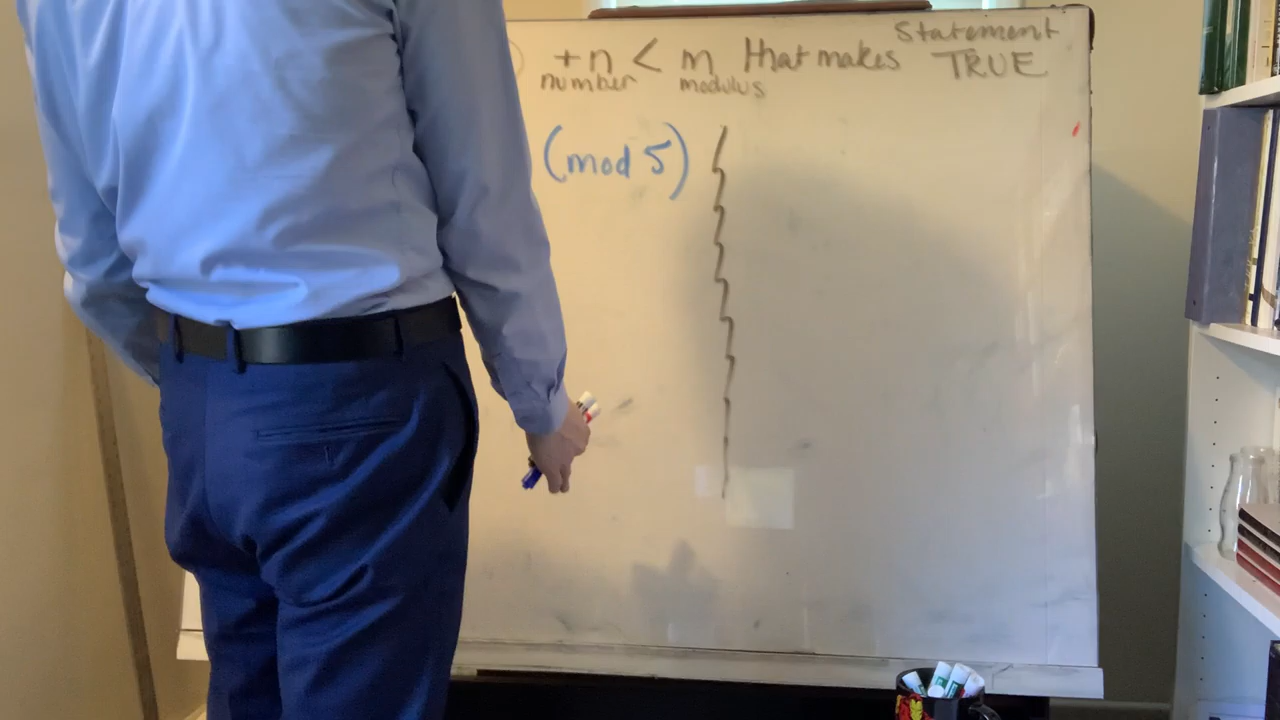 +n < m that makes statement TRUE
number modulus
(mod 5)